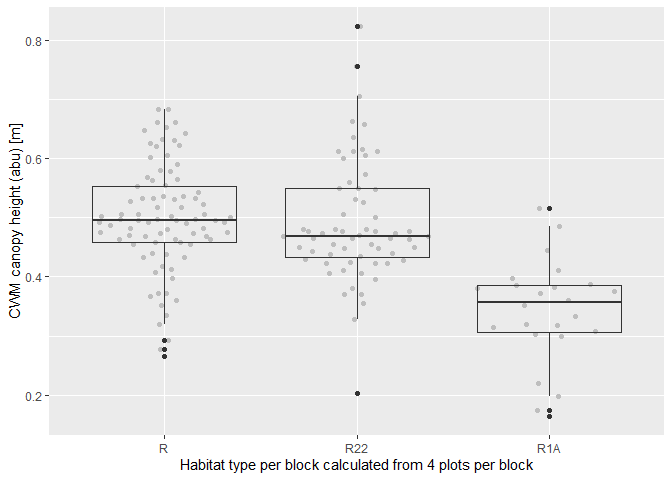 CWM canopy height (abu) [m]
0.8
0.6
0.4
0.2
R R22 R1A
Habitat type per block calculated from 4 plots per block